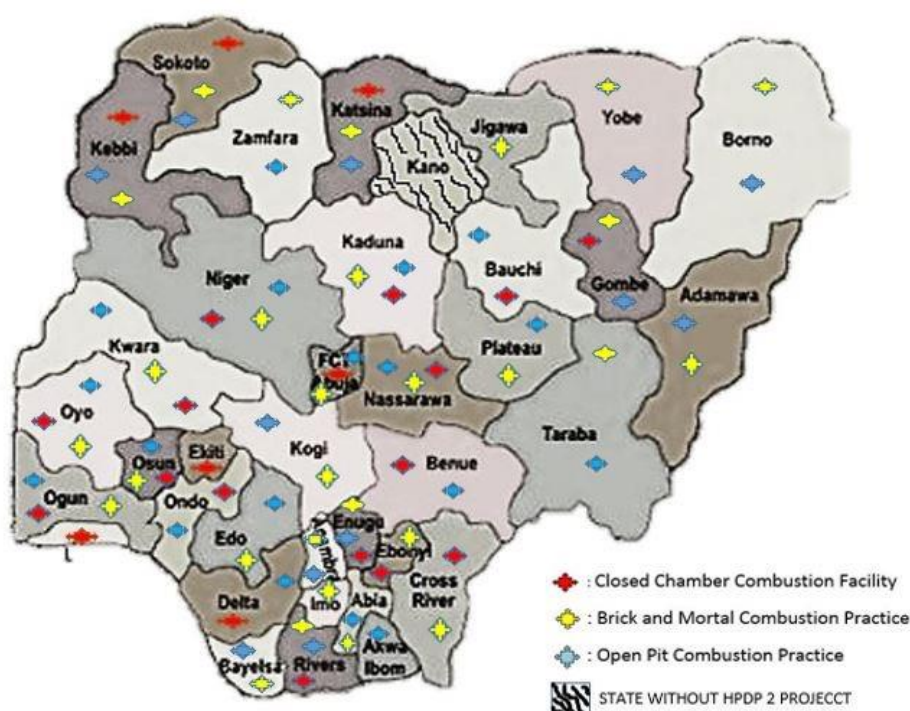 Sokoto
Katsina
Kebbi
Zamfara
Jigawa
Yobe
Borno
Kano
Kaduna
Bauchi
Gombe
Niger
Adamawa
Plateau
FCT
Abuja
Nassarawa
Kwara
Oyo
Taraba
Kogi
Benue
Osun
Ekiti
Ogun
Ondo
Edo
Anambra
Enugu
Ebonyi
Cross
River
Delta
Imo
Abia
Akwa
Ibom
Bayelsa
Rivers
: Closed Chamber Combustion Facility
: Brick and Mortal Combustion Practice
: Open Pit Combustion Practice
STATE WITHOUT HPDP 2 PROJECCT